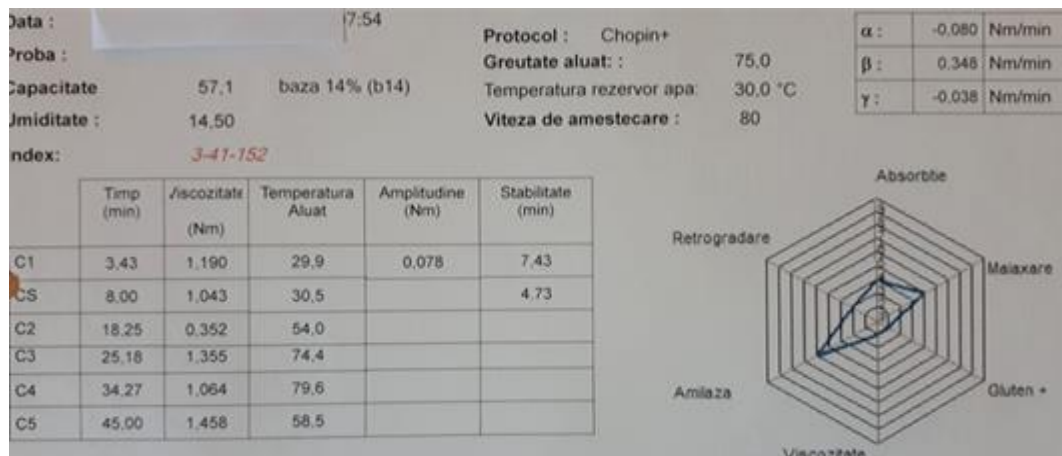 Data : 7:54
Proba :
Capacitate 57,1 baza 14% (b14)
Umiditate : 14,50
Index: 3-41-152
Protocol : Chopin+
Greutate aluat: : 75,0
Temperatura rezervor apa: 30,0 °C
Viteza de amestecare : 80
α : -0.080 Nm/min
β : 0.348 Nm/min
γ : -0.038 Nm/min
Timp (min) Viscozitate (Nm) Temperatura Aluat Amplitudine (Nm) Stabilitate (min)
C1 3,43 1,190 29,9 0,078 7,43
CS 8,00 1,043 30,5 4,73
C2 18,25 0,352 54,0
C3 25,18 1,355 74,4
C4 34,27 1,064 79,6
C5 45,00 1,458 58,5
Absorbtie
Retrogradare
Malaxare
Amilaza
Gluten +
Viscozitate